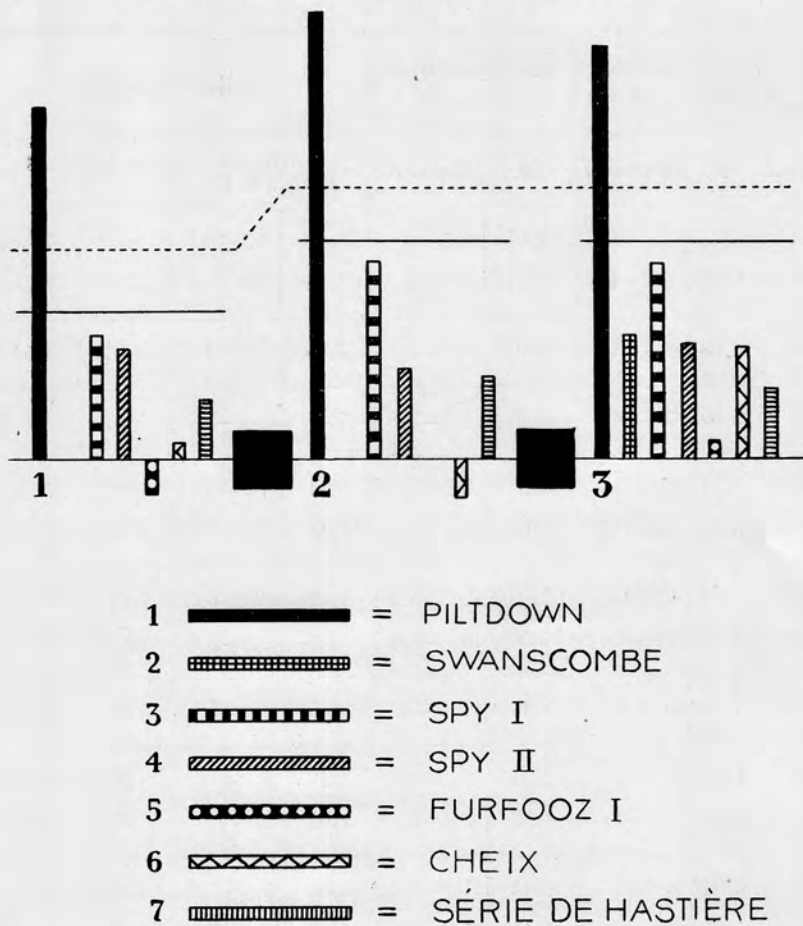 1 2 3
1 = PILTDOWN
2 = SWANSCOMBE
3 = SPY I
4 = SPY II
5 = FURFOOZ I
6 = CHEIX
7 = SÉRIE DE HASTIÈRE